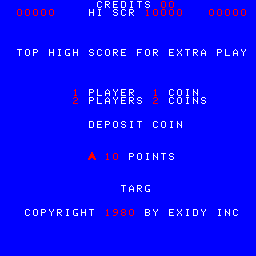 CREDITS 00
00000 HI SCR 10000 00000
TOP HIGH SCORE FOR EXTRA PLAY
1 PLAYER 1 COIN
2 PLAYERS 2 COINS
DEPOSIT COIN
10 POINTS
TARG
COPYRIGHT 1980 BY EXIDY INC